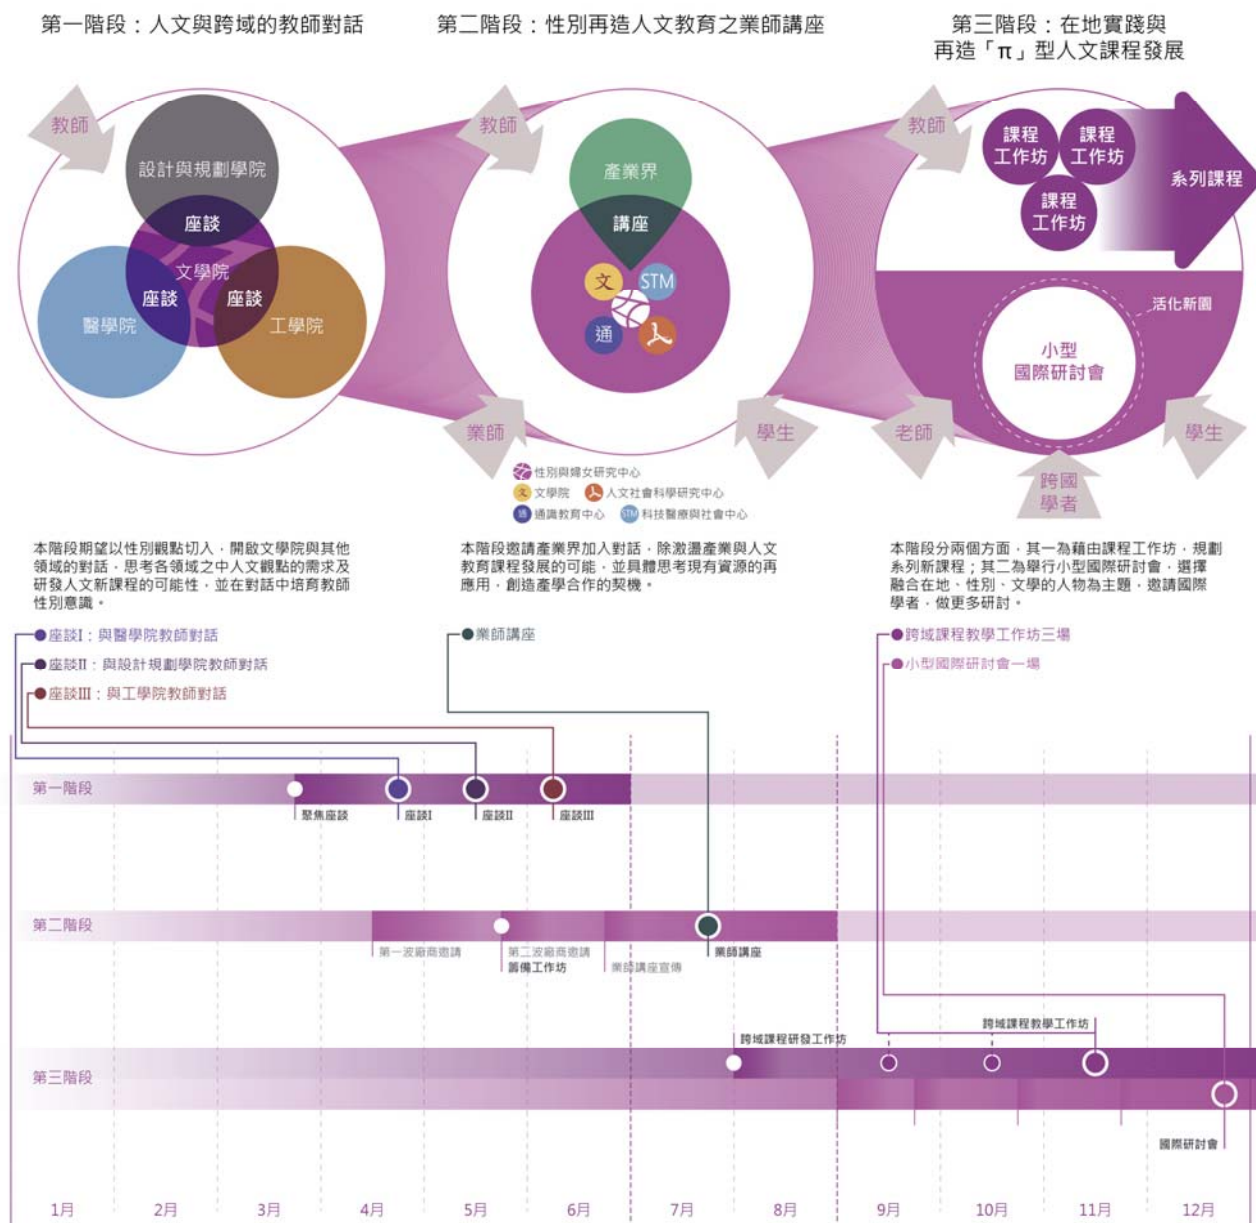 第一階段：人文與跨域的教師對話
第二階段：性別再造人文教育之業師講座
第三階段：在地實踐與
再造「π」型人文課程發展
教師
設計與規劃學院
座談
文學院
座談
座談
醫學院
工學院
教師
產業界
講座
文
STM
通
人
業師
學生
教師
課程
工作坊
課程
工作坊
課程
工作坊
系列課程
活化新園
小型
國際研討會
老師
跨國
學者
學生
性別與婦女研究中心
文 文學院
人 人文社會科學研究中心
通 通識教育中心
STM 科技醫療與社會中心
本階段期望以性別觀點切入，開啟文學院與其他
領域的對話，思考各領域之中人文觀點的需求及
研發人文新課程的可能性，並在對話中培育教師
性別意識。
本階段邀請產業界加入對話，除激盪產業與人文
教育課程發展的可能，並具體思考現有資源的再
應用，創造產學合作的契機。
本階段分兩個方面，其一為藉由課程工作坊，規劃
系列新課程；其二為舉行小型國際研討會，選擇
融合在地、性別、文學的人物為主題，邀請國際
學者，做更多研討。
座談I：與醫學院教師對話
座談II：與設計規劃學院教師對話
座談III：與工學院教師對話
業師講座
跨域課程教學工作坊三場
小型國際研討會一場
第一階段
聚焦座談
座談I
座談II
座談III
第二階段
第一波廠商邀請
第二波廠商邀請
籌備工作坊
業師講座宣傳
業師講座
第三階段
跨域課程研發工作坊
跨域課程教學工作坊
國際研討會
1月
2月
3月
4月
5月
6月
7月
8月
9月
10月
11月
12月